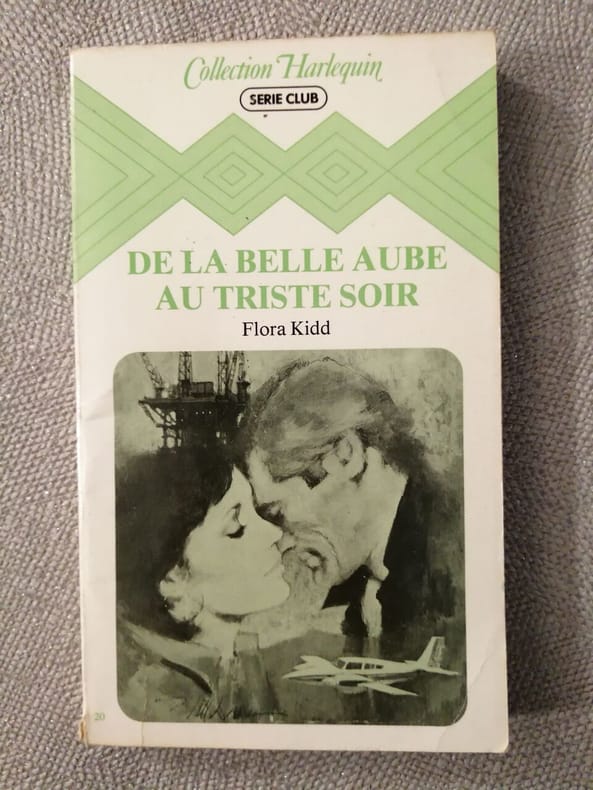 Collection Harlequin
SERIE CLUB
DE LA BELLE AUBE
AU TRISTE SOIR
Flora Kidd
20